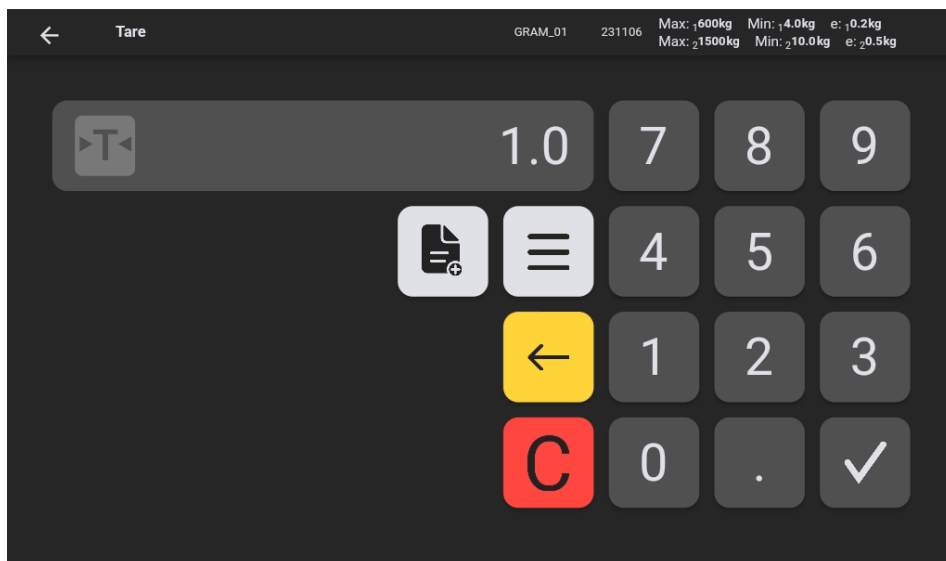 Tare
GRAM_01
231106
Max: ₁600kg Min: ₁4.0kg e: ₁0.2kg
Max: ₂1500kg Min: ₂10.0kg e: ₂0.5kg
T 1.0
7 8 9
4 5 6
1 2 3
C 0 .